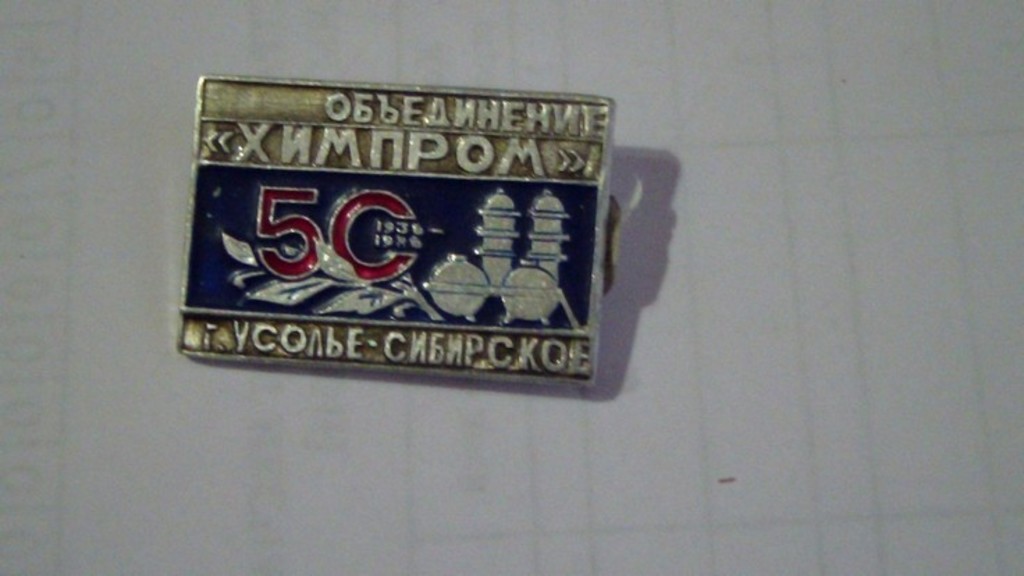 ОБЪЕДИНЕНИЕ
«ХИМПРОМ»
50
1936-
1986
г. УСОЛЬЕ-СИБИРСКОЕ